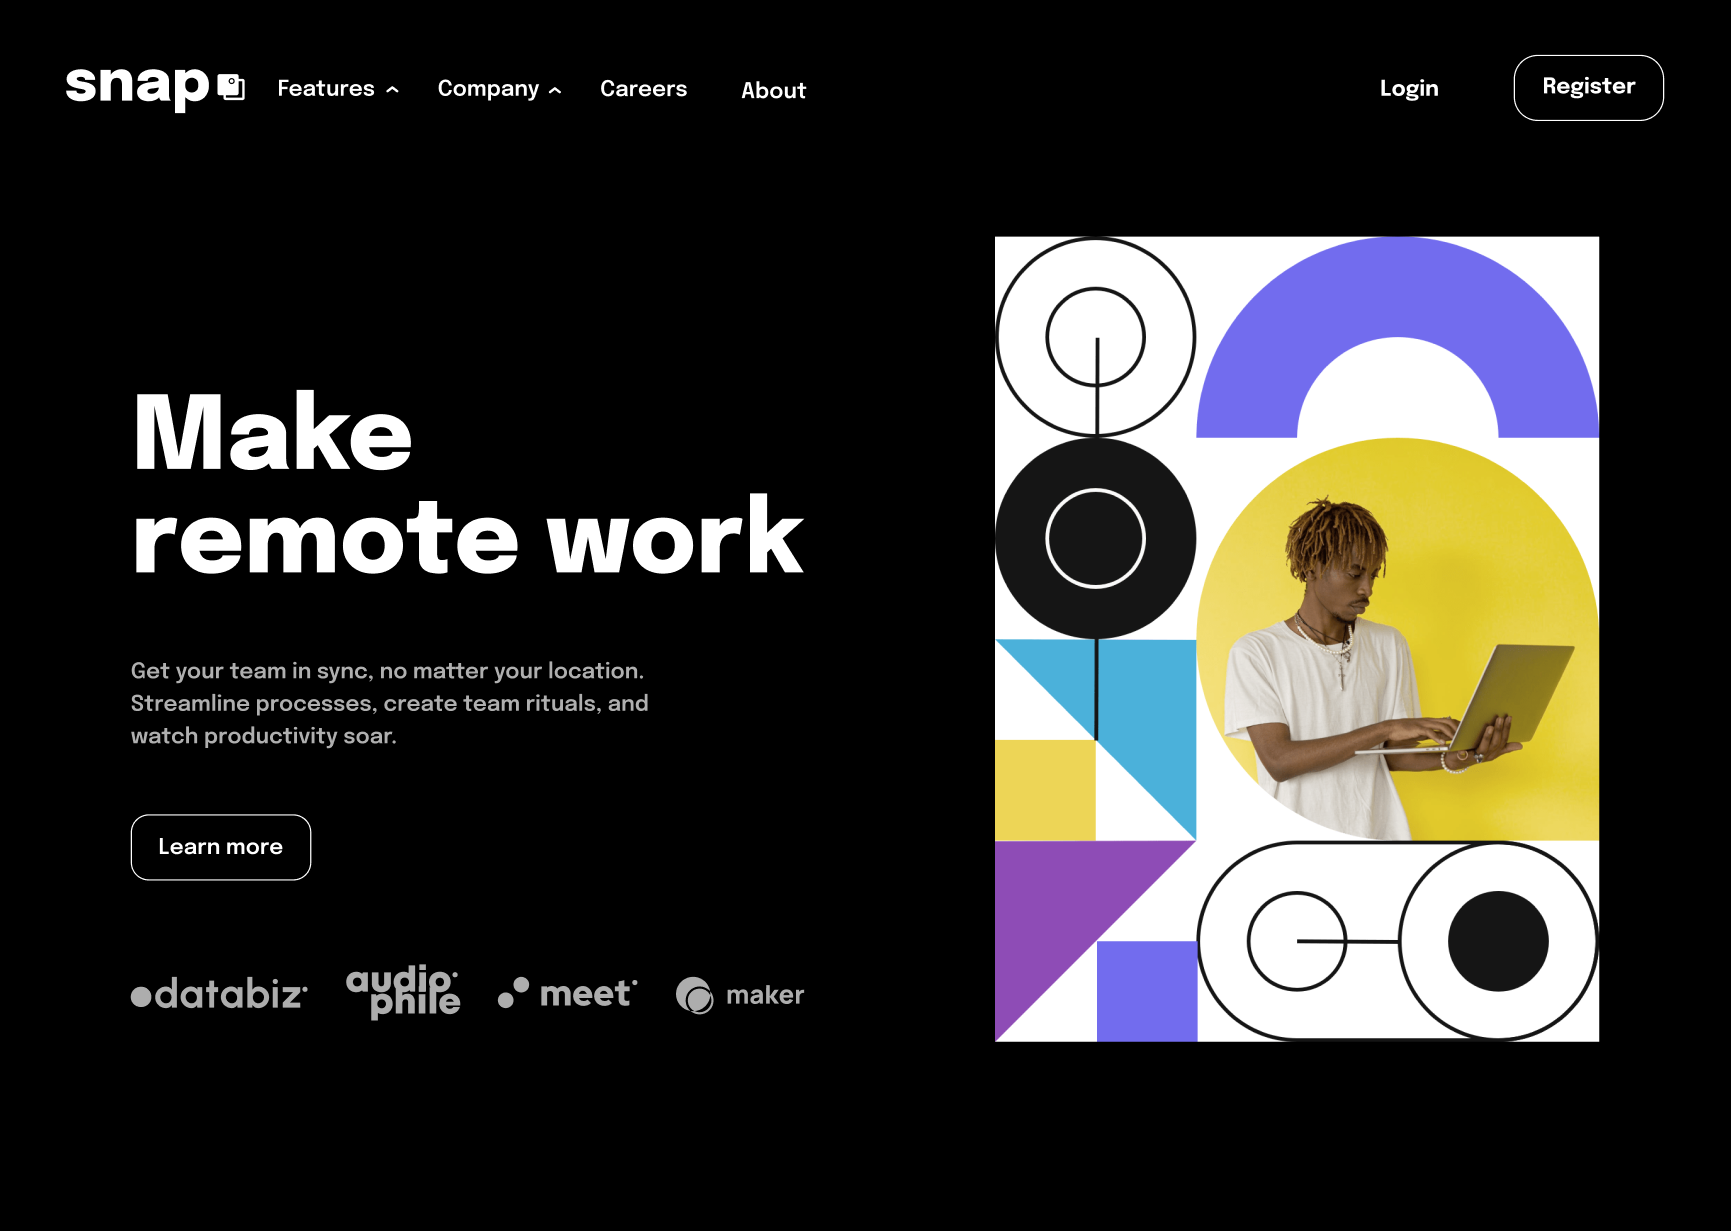 snap Features Company Careers About Login Register
Make
remote work
Get your team in sync, no matter your location.
Streamline processes, create team rituals, and
watch productivity soar.
Learn more
databiz audiophile meet maker